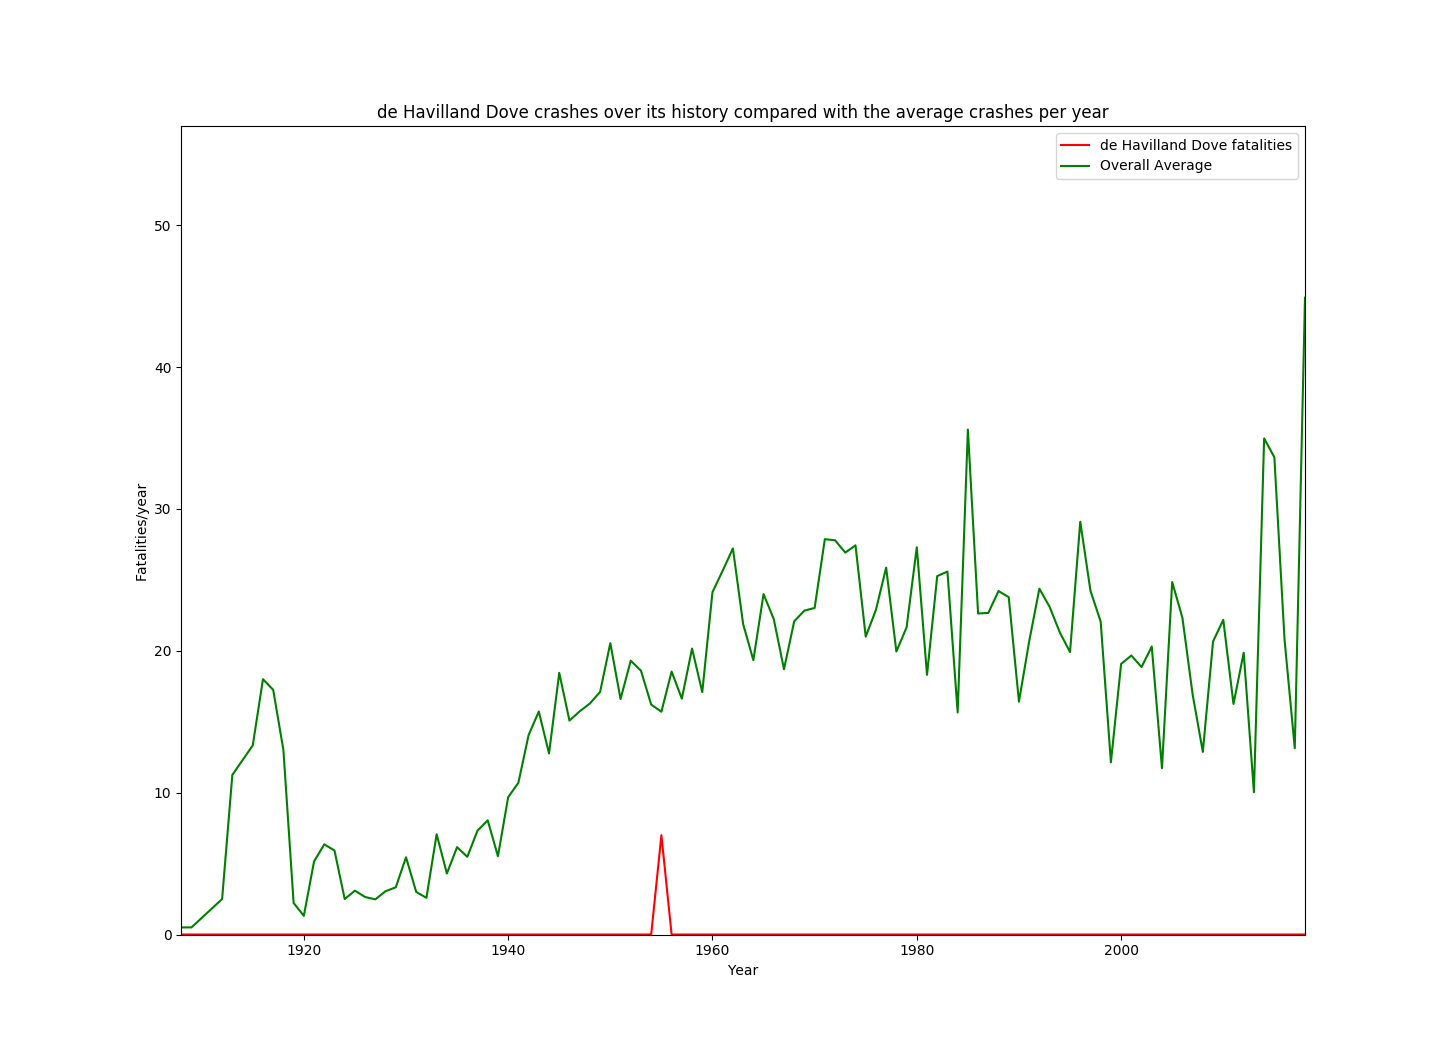 de Havilland Dove crashes over its history compared with the average crashes per year
de Havilland Dove fatalities
Overall Average
50
40
30
20
10
0
Fatalities/year
1920 1940 1960 1980 2000
Year